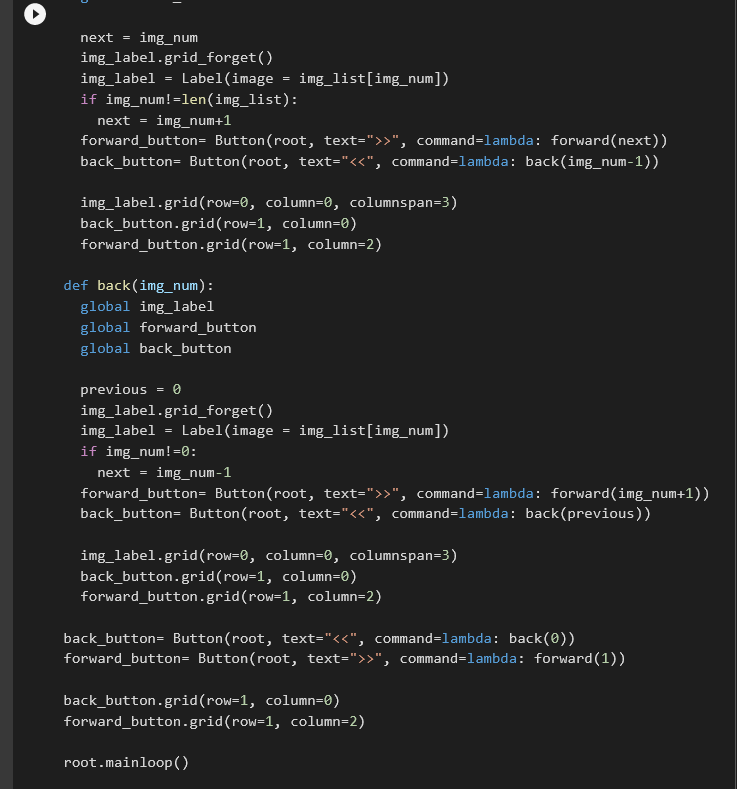 next = img_num
img_label.grid_forget()
img_label = Label(image = img_list[img_num])
if img_num!=len(img_list):
next = img_num+1
forward_button= Button(root, text=">>", command=lambda: forward(next))
back_button= Button(root, text="<<", command=lambda: back(img_num-1))
img_label.grid(row=0, column=0, columnspan=3)
back_button.grid(row=1, column=0)
forward_button.grid(row=1, column=2)
def back(img_num):
global img_label
global forward_button
global back_button
previous = 0
img_label.grid_forget()
img_label = Label(image = img_list[img_num])
if img_num!=0:
next = img_num-1
forward_button= Button(root, text=">>", command=lambda: forward(img_num+1))
back_button= Button(root, text="<<", command=lambda: back(previous))
img_label.grid(row=0, column=0, columnspan=3)
back_button.grid(row=1, column=0)
forward_button.grid(row=1, column=2)
back_button= Button(root, text="<<", command=lambda: back(0))
forward_button= Button(root, text=">>", command=lambda: forward(1))
back_button.grid(row=1, column=0)
forward_button.grid(row=1, column=2)
root.mainloop()